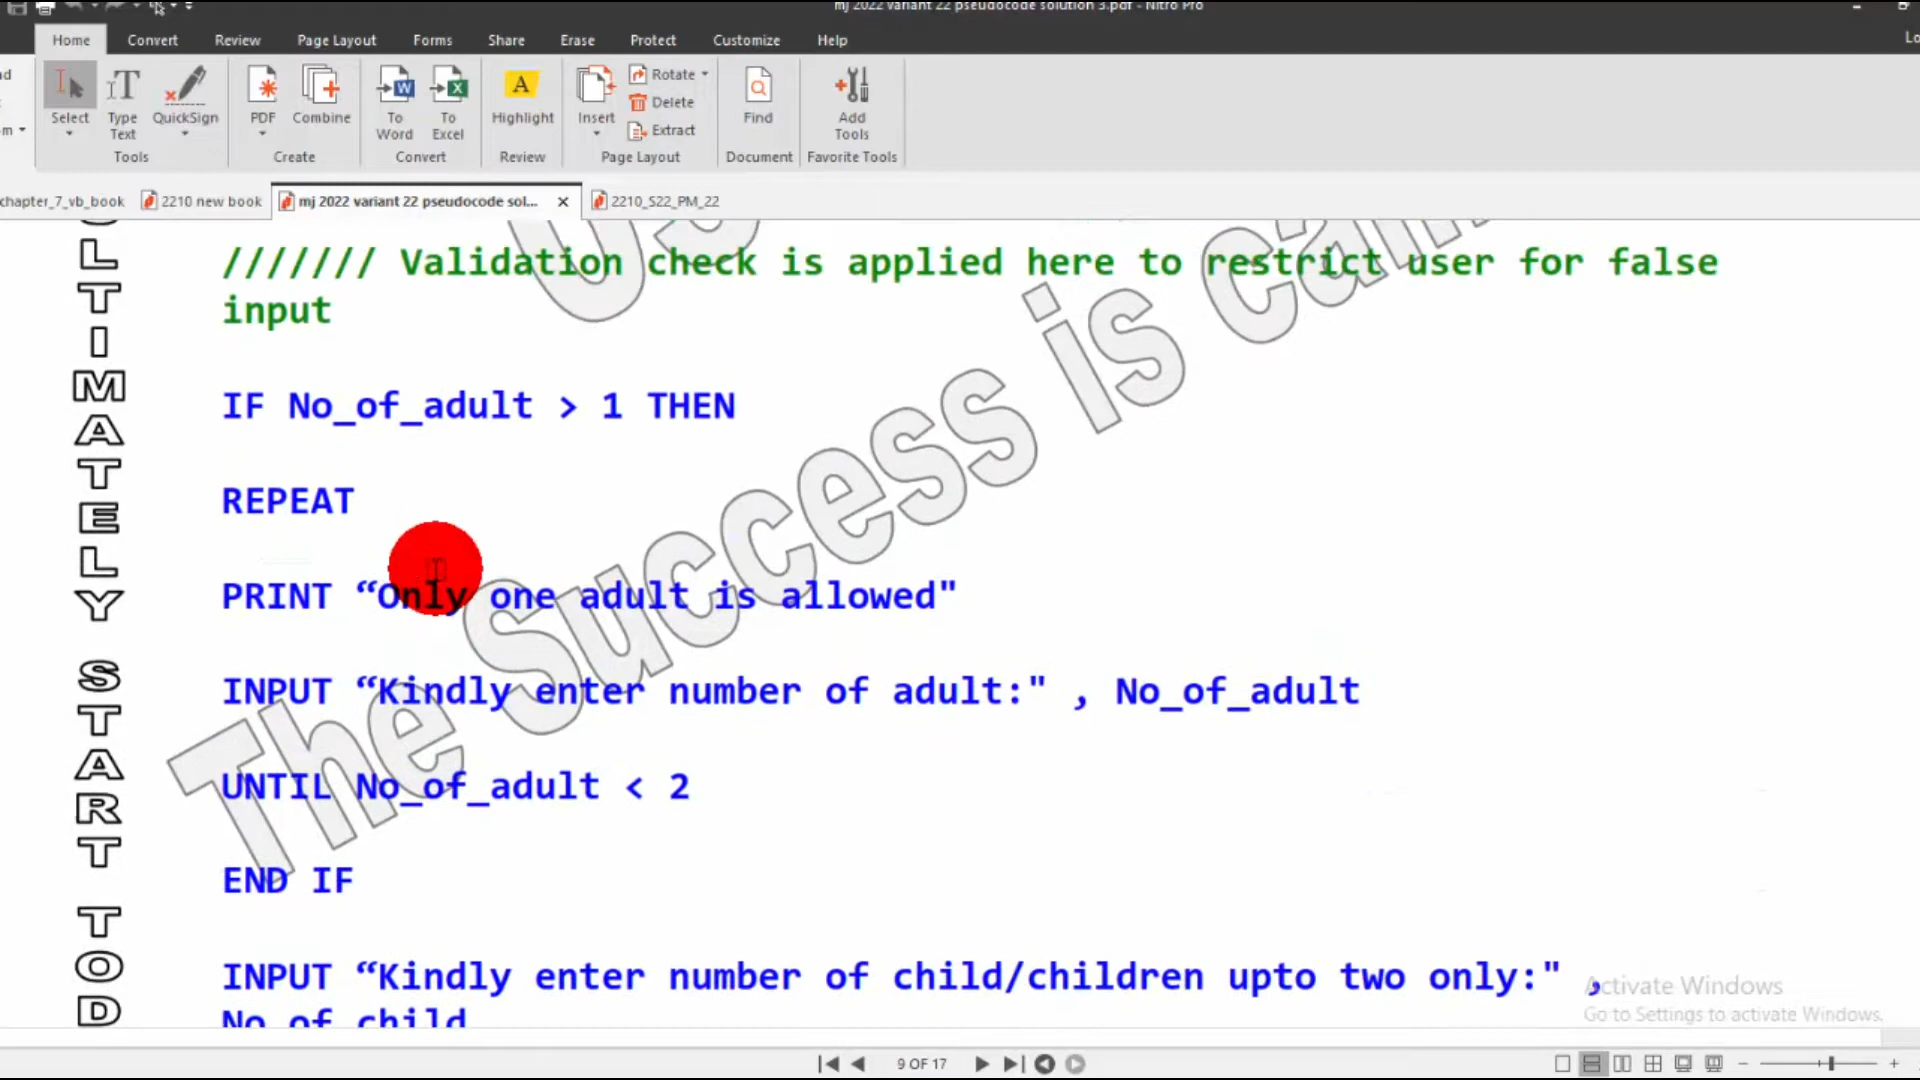 mj 2022 variant 22 pseudocode solution 3.pdf - Nitro Pro
Home Convert Review Page Layout Forms Share Erase Protect Customize Help
Select
Type Text
QuickSign
Tools
PDF
Combine
Create
To Word
To Excel
Convert
Highlight
Review
Insert
Rotate
Delete
Extract
Page Layout
Find
Document
Add Tools
Favorite Tools
chapter_7_vb_book 2210 new book mj 2022 variant 22 pseudocode sol... 2210_S22_PM_22
/////// Validation check is applied here to restrict user for false
input
IF No_of_adult > 1 THEN
REPEAT
PRINT “Only one adult is allowed"
INPUT “Kindly enter number of adult:" , No_of_adult
UNTIL No_of_adult < 2
END IF
INPUT “Kindly enter number of child/children upto two only:" ,
No_of_child
LTIMATELY START TOD
The Success is
Activate Windows
Go to Settings to activate Windows.
9 OF 17